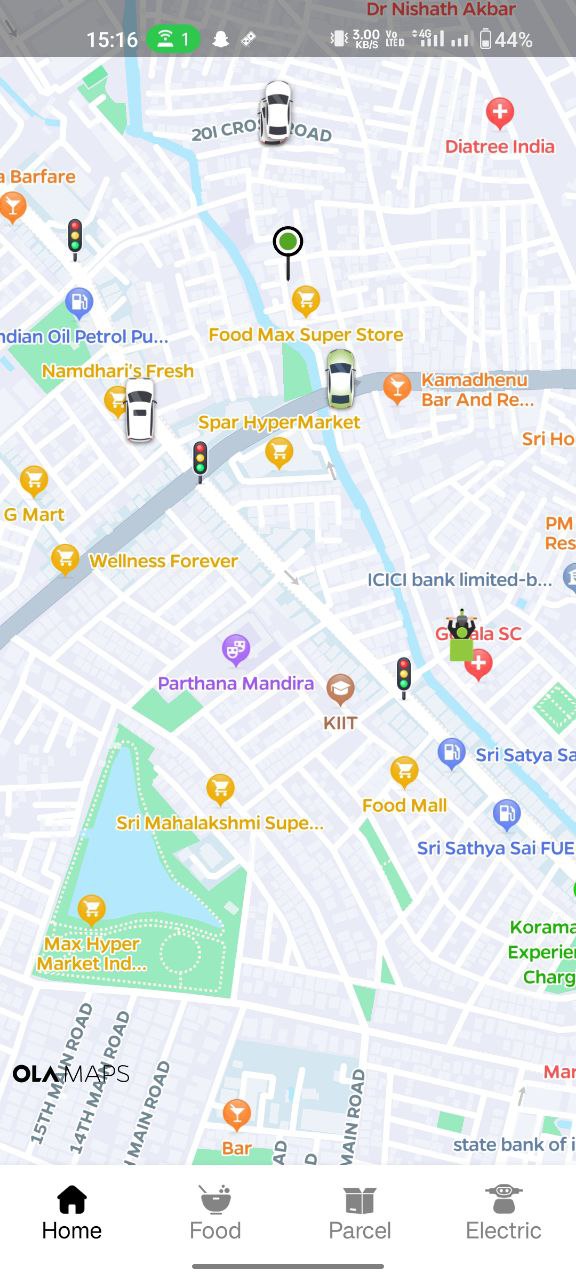 Dr Nishath Akbar
15:16
1
3.00
KB/S
Vo
LTED
4G
44%
201 CRO ROAD
Diatree India
a Barfare
ndian Oil Petrol Pu...
Food Max Super Store
Namdhari's Fresh
Kamadhenu
Bar And Re...
Spar HyperMarket
Sri Ho
G Mart
PM
Res
Wellness Forever
ICICI bank limited-b...
ala SC
Parthana Mandira
KIIT
Sri Satya Sa
Food Mall
Sri Mahalakshmi Supe...
Sri Sathya Sai FUE
Korama
Experien
Charg
Max Hyper
Market Ind...
15TH MAIN ROAD
14TH MAIN ROAD
MAIN ROAD
MAIN ROAD
OLA MAPS
Mar
Bar
AD
D
state bank of i
Home
Food
Parcel
Electric